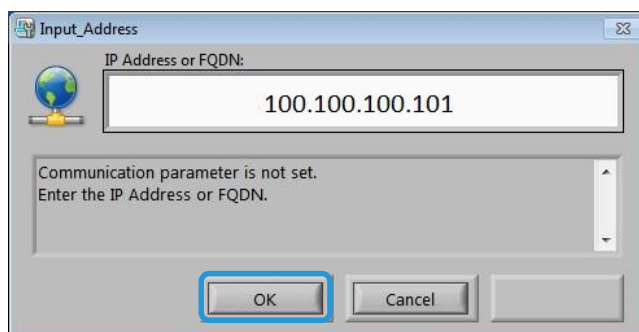 Input_Address
IP Address or FQDN:
100.100.100.101
Communication parameter is not set.
Enter the IP Address or FQDN.
OK
Cancel